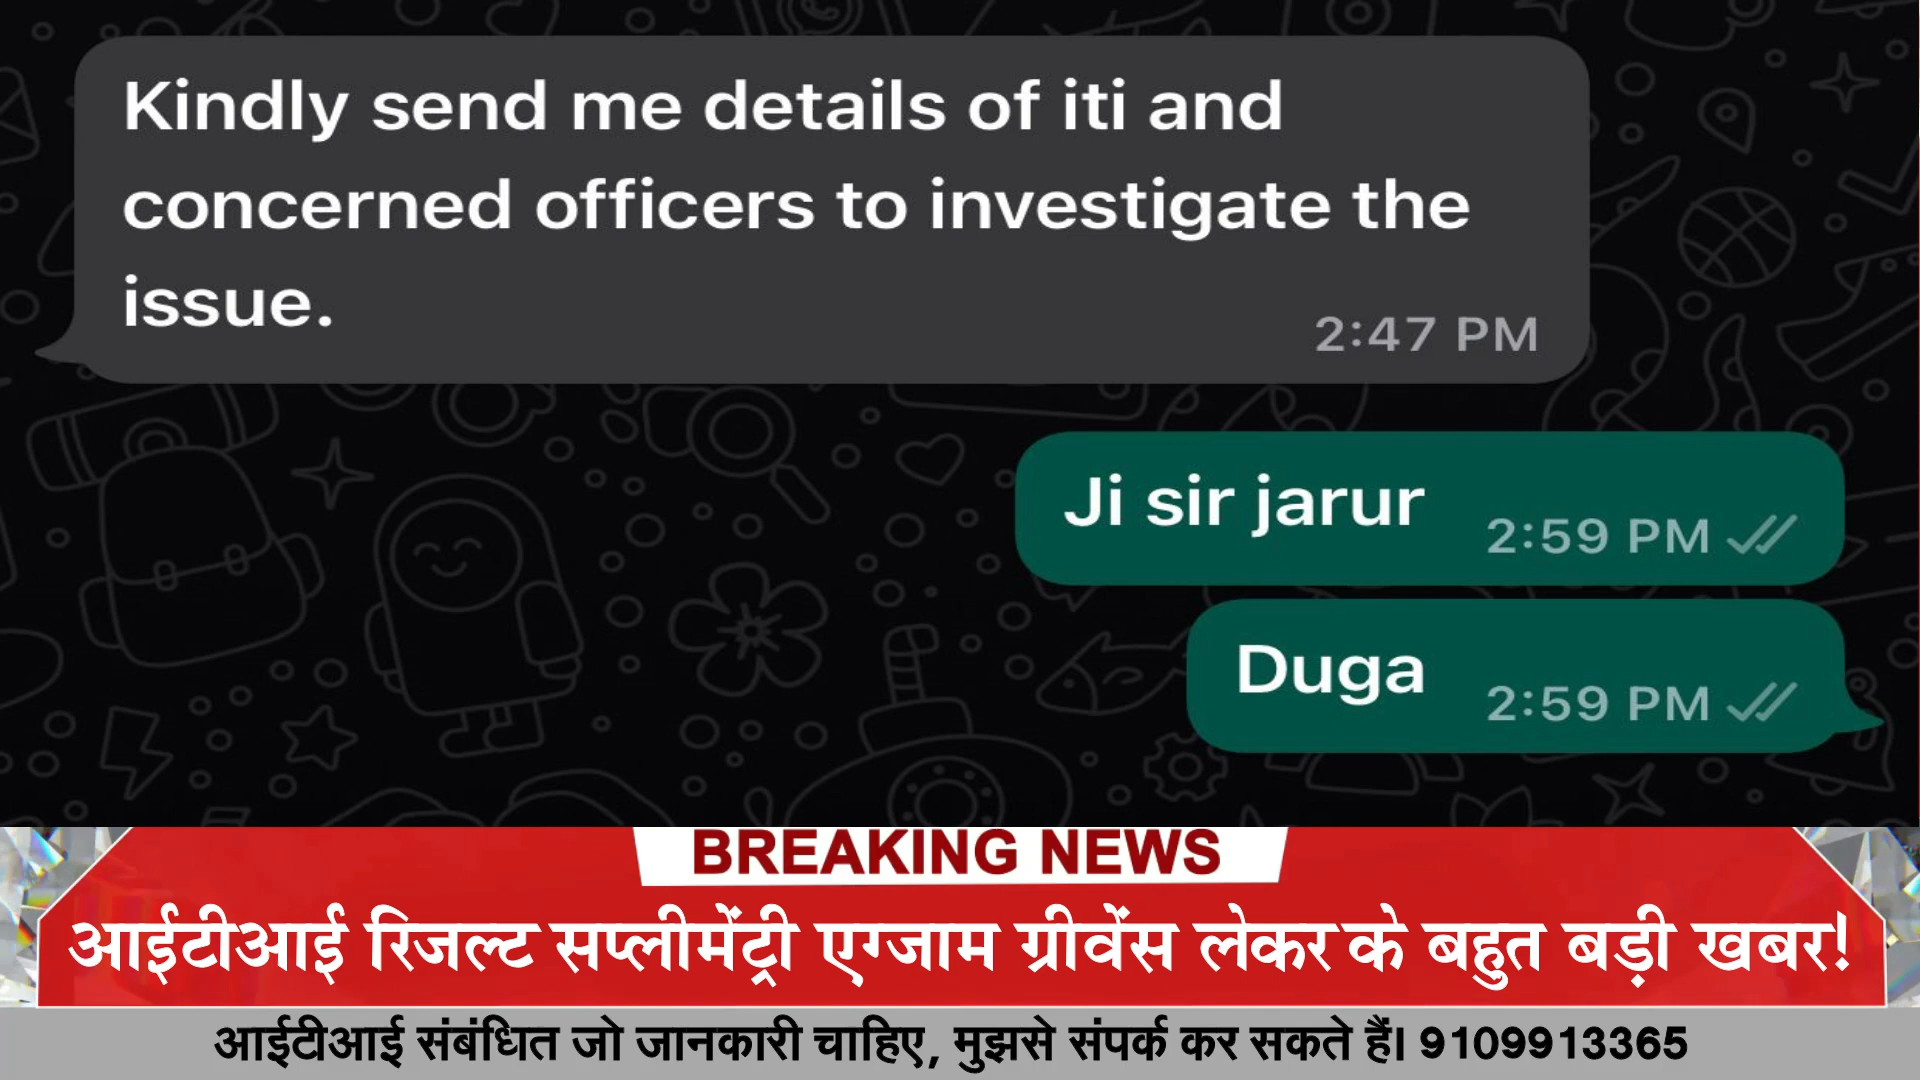 Kindly send me details of iti and
concerned officers to investigate the
issue.
2:47 PM
Ji sir jarur 2:59 PM
Duga 2:59 PM
BREAKING NEWS
आईटीआई रिजल्ट सप्लीमेंट्री एग्जाम ग्रीवेंस लेकर के बहुत बड़ी खबर!
आईटीआई संबंधित जो जानकारी चाहिए, मुझसे संपर्क कर सकते हैं। 9109913365